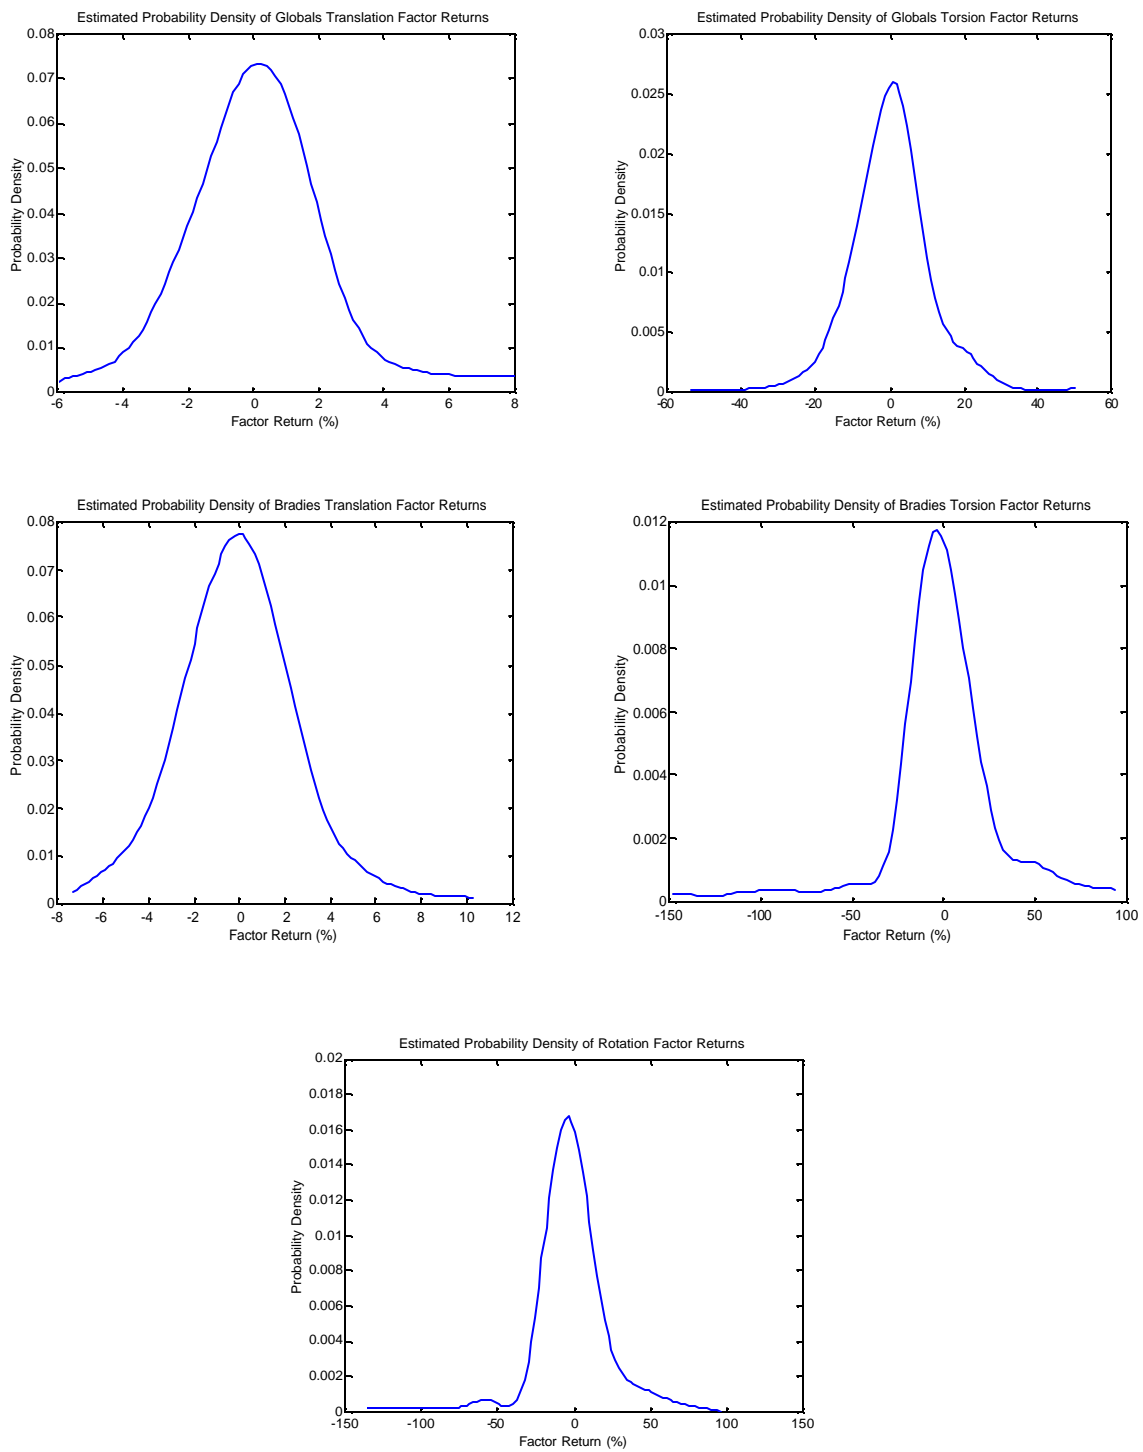 Estimated Probability Density of Globals Translation Factor Returns
0.08
0.07
0.06
0.05
0.04
0.03
0.02
0.01
0
Probability Density
-6 -4 -2 0 2 4 6 8
Factor Return (%)
Estimated Probability Density of Globals Torsion Factor Returns
0.03
0.025
0.02
0.015
0.01
0.005
0
Probability Density
-60 -40 -20 0 20 40 60
Factor Return (%)
Estimated Probability Density of Bradies Translation Factor Returns
0.08
0.07
0.06
0.05
0.04
0.03
0.02
0.01
0
Probability Density
-8 -6 -4 -2 0 2 4 6 8 10 12
Factor Return (%)
Estimated Probability Density of Bradies Torsion Factor Returns
0.012
0.01
0.008
0.006
0.004
0.002
0
Probability Density
-150 -100 -50 0 50 100
Factor Return (%)
Estimated Probability Density of Rotation Factor Returns
0.02
0.018
0.016
0.014
0.012
0.01
0.008
0.006
0.004
0.002
0
Probability Density
-150 -100 -50 0 50 100 150
Factor Return (%)